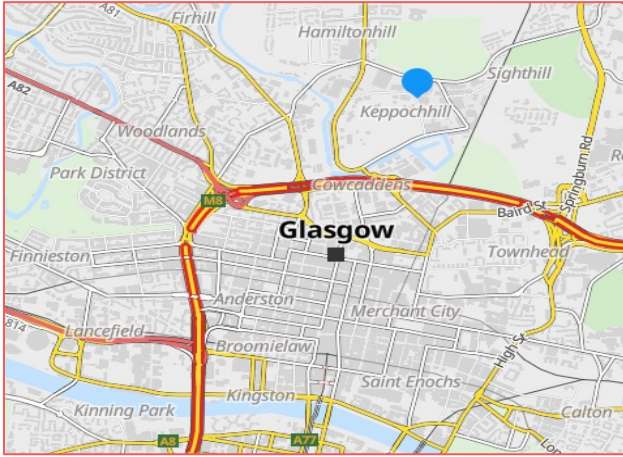 A81
Firhill
Hamiltonhill
Sighthill
A82
Keppochhill
Woodlands
Springburn Rd
Park District
Cowcaddens
M8
Baird St
Glasgow
Finnieston
Townhead
Anderston
Merchant City
814
Lancefield
Broomielaw
High St
Saint Enochs
Kingston
Kinning Park
Calton
A8
A77